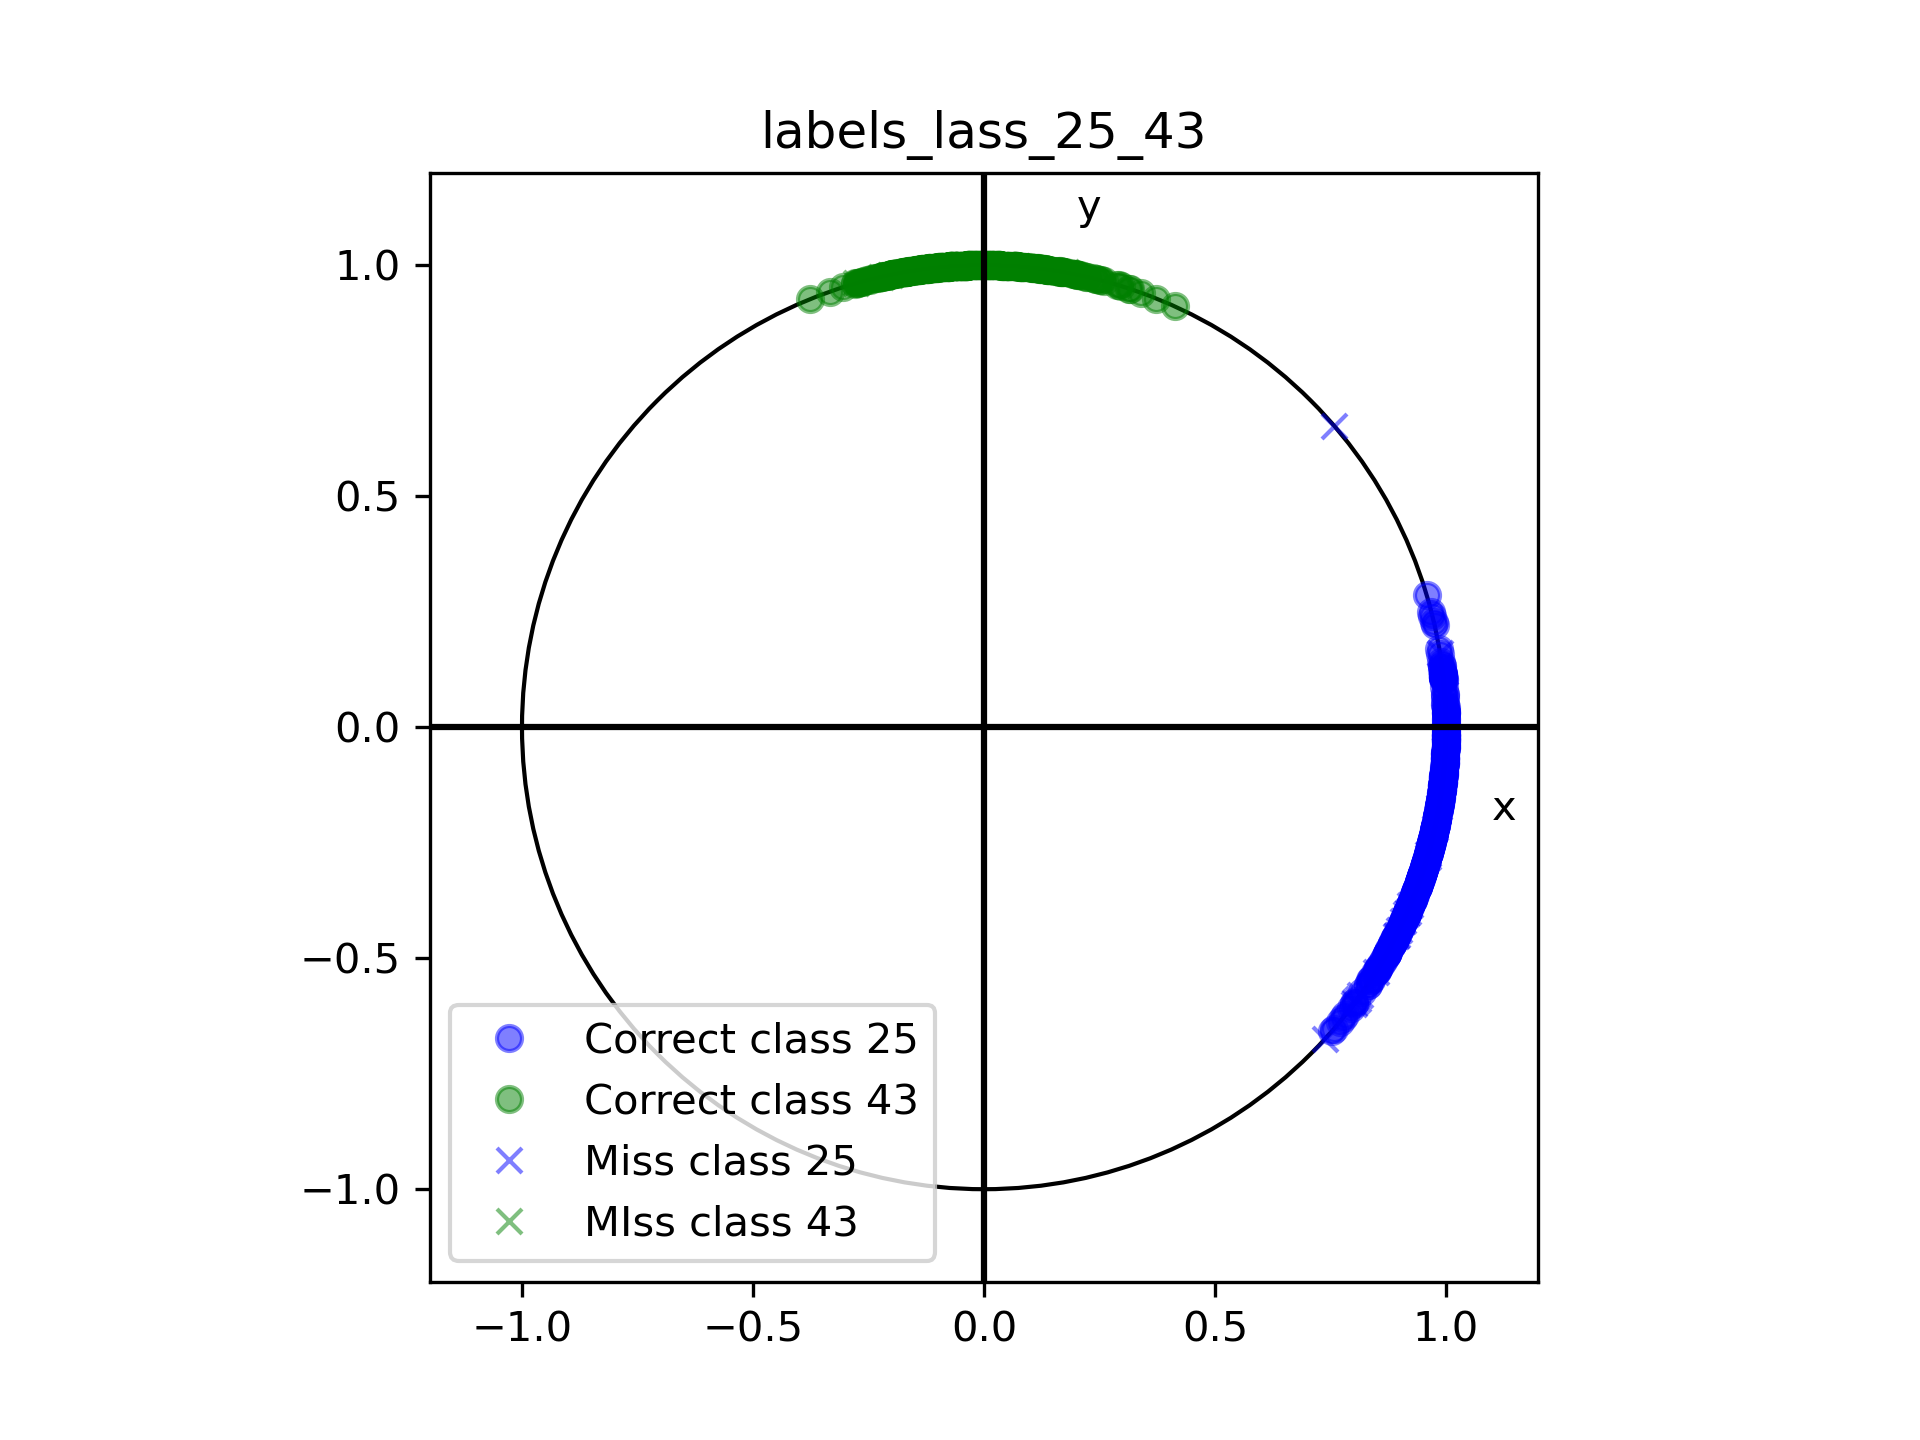 labels_lass_25_43
y
1.0
0.5
0.0
x
−0.5
−1.0
Correct class 25
Correct class 43
Miss class 25
MIss class 43
−1.0 −0.5 0.0 0.5 1.0